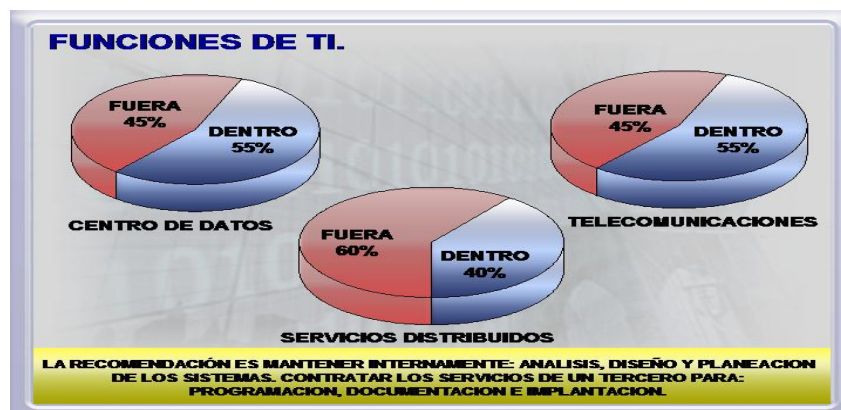 FUNCIONES DE TI.
FUERA
45%
DENTRO
55%
CENTRO DE DATOS
FUERA
45%
DENTRO
55%
TELECOMUNICACIONES
FUERA
60%
DENTRO
40%
SERVICIOS DISTRIBUIDOS
LA RECOMENDACIÓN ES MANTENER INTERNAMENTE: ANALISIS, DISEÑO Y PLANEACION
DE LOS SISTEMAS. CONTRATAR LOS SERVICIOS DE UN TERCERO PARA:
PROGRAMACION, DOCUMENTACION E IMPLANTACION.